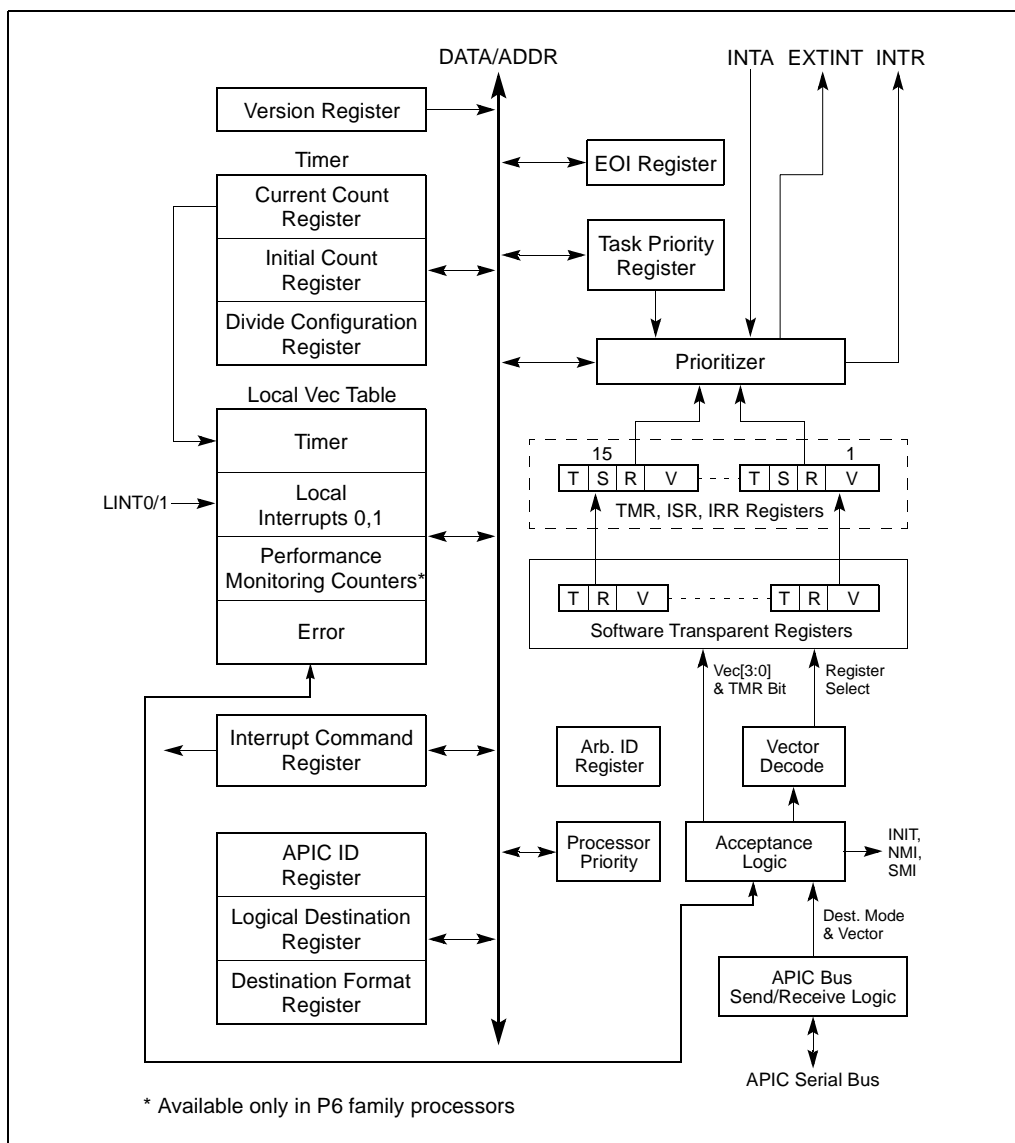 DATA/ADDR
INTA EXTINT INTR
Version Register
EOI Register
Timer
Current Count
Register
Initial Count
Register
Divide Configuration
Register
Task Priority
Register
Prioritizer
Local Vec Table
Timer
LINT0/1
Local
Interrupts 0,1
Performance
Monitoring Counters*
Error
15
1
T S R V
T S R V
TMR, ISR, IRR Registers
T R V
T R V
Software Transparent Registers
Vec[3:0]
& TMR Bit
Register
Select
Interrupt Command
Register
Arb. ID
Register
Vector
Decode
Processor
Priority
Acceptance
Logic
INIT,
NMI,
SMI
APIC ID
Register
Logical Destination
Register
Destination Format
Register
Dest. Mode
& Vector
APIC Bus
Send/Receive Logic
APIC Serial Bus
* Available only in P6 family processors